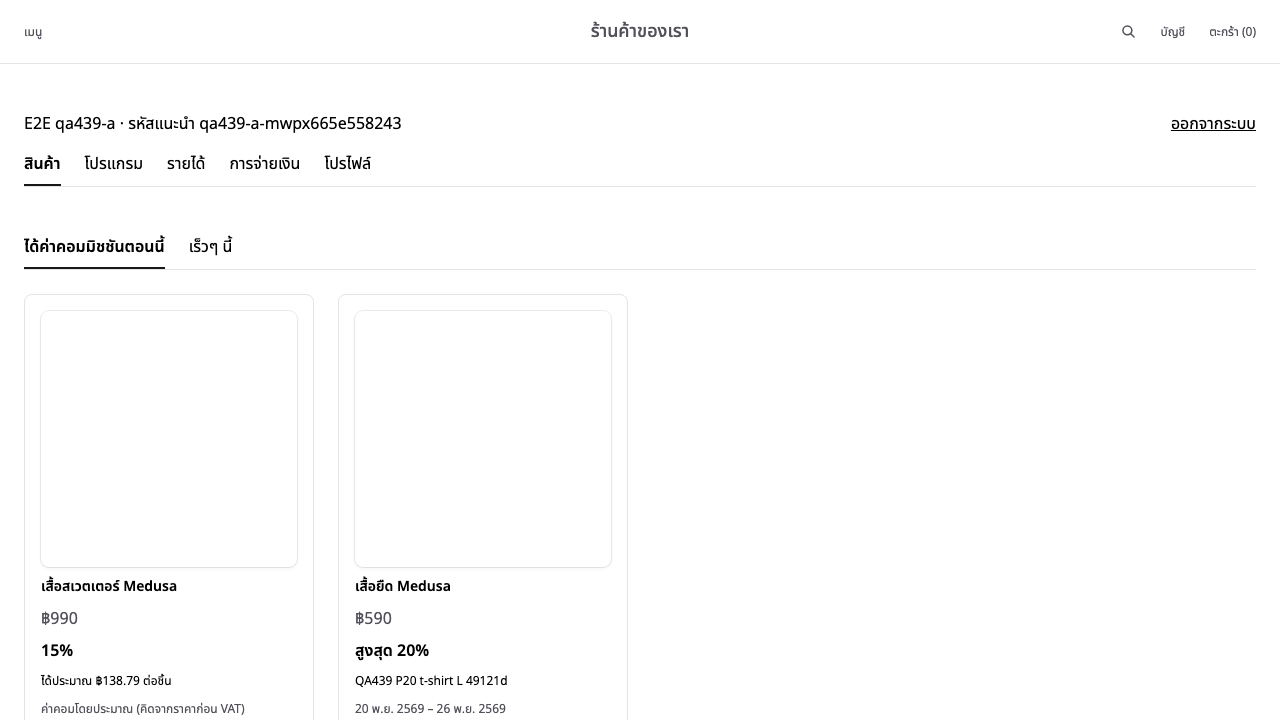 เมนู
ร้านค้าของเรา
บัญชี
ตะกร้า (0)
E2E qa439-a · รหัสแนะนำ qa439-a-mwpx665e558243
ออกจากระบบ
สินค้า
โปรแกรม
รายได้
การจ่ายเงิน
โปรไฟล์
ได้ค่าคอมมิชชันตอนนี้
เร็วๆ นี้
เสื้อสเวตเตอร์ Medusa
฿990
15%
ได้ประมาณ ฿138.79 ต่อชิ้น
ค่าคอมโดยประมาณ (คิดจากราคาก่อน VAT)
เสื้อยืด Medusa
฿590
สูงสุด 20%
QA439 P20 t-shirt L 49121d
20 พ.ย. 2569 – 26 พ.ย. 2569